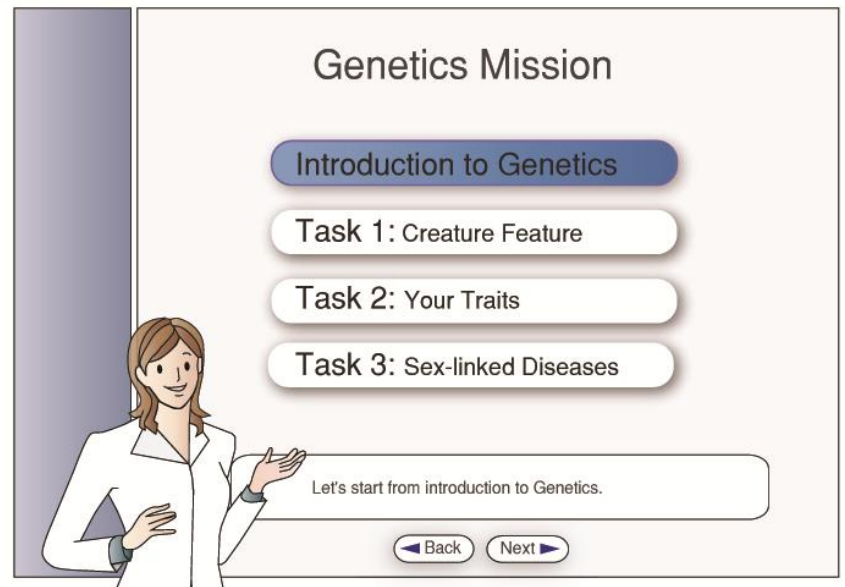 Genetics Mission
Introduction to Genetics
Task 1: Creature Feature
Task 2: Your Traits
Task 3: Sex-linked Diseases
Let's start from introduction to Genetics.
Back
Next